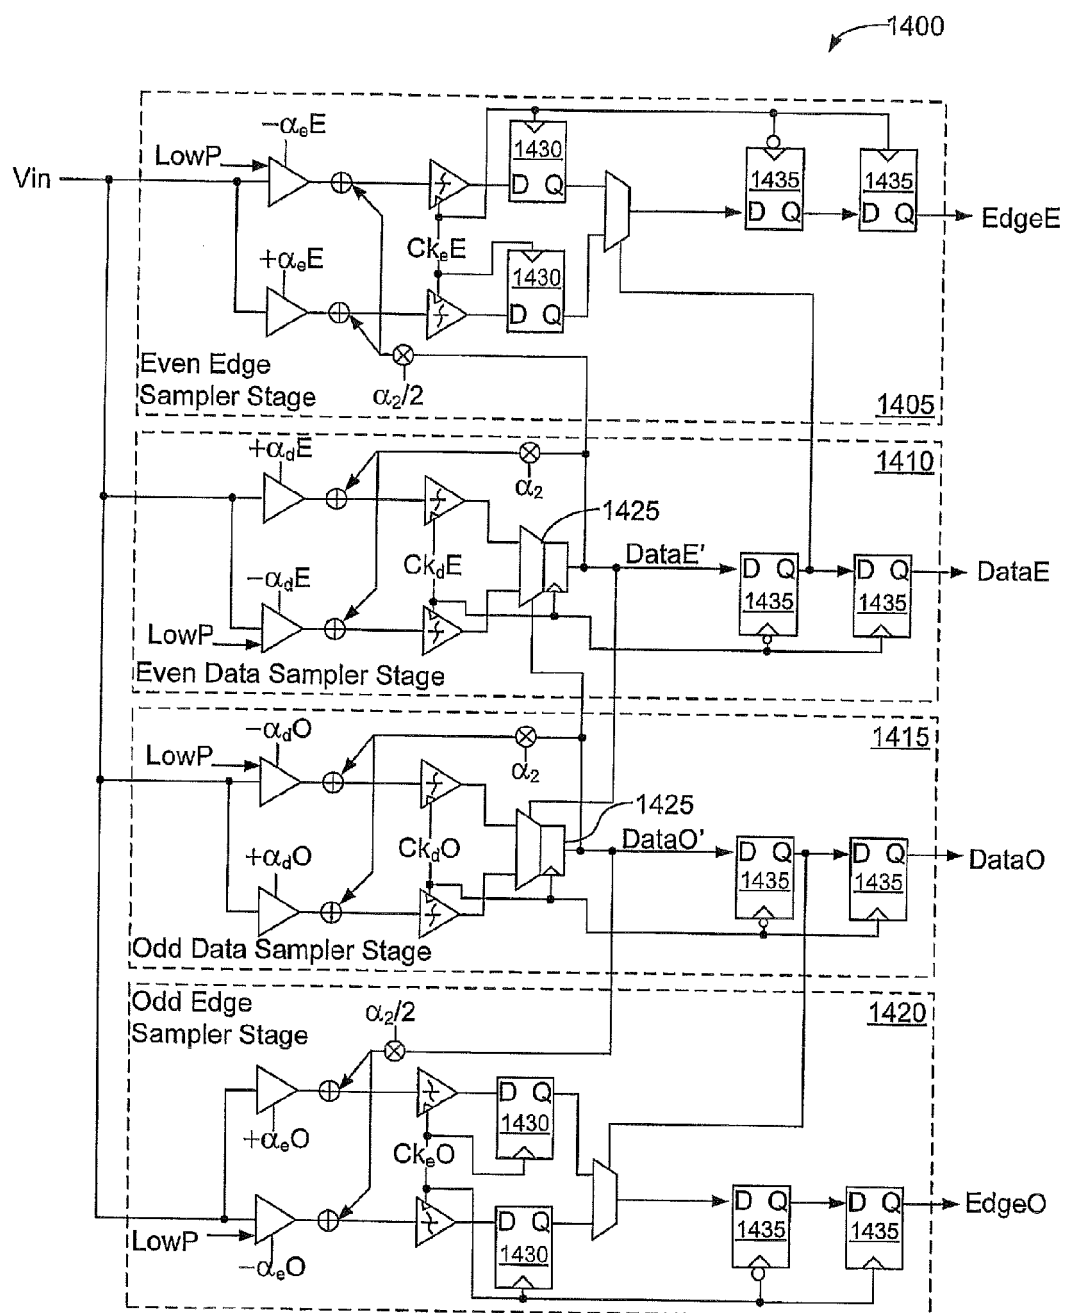 1400
−αₑE
LowP
1430
D Q
1435
D Q
1435
D Q
Vin
EdgeE
+αₑE
CkₑE
1430
D Q
Even Edge
Sampler Stage
α₂/2
1405
+αdE
α₂
1410
1425
CkdE
DataE'
D Q
1435
D Q
1435
DataE
−αdE
LowP
Even Data Sampler Stage
−αdO
LowP
α₂
1415
1425
CkdO
DataO'
D Q
1435
D Q
1435
DataO
+αdO
Odd Data Sampler Stage
Odd Edge
Sampler Stage
α₂/2
1420
D Q
1430
+αₑO
CkₑO
D Q
1430
D Q
1435
D Q
1435
EdgeO
LowP
−αₑO